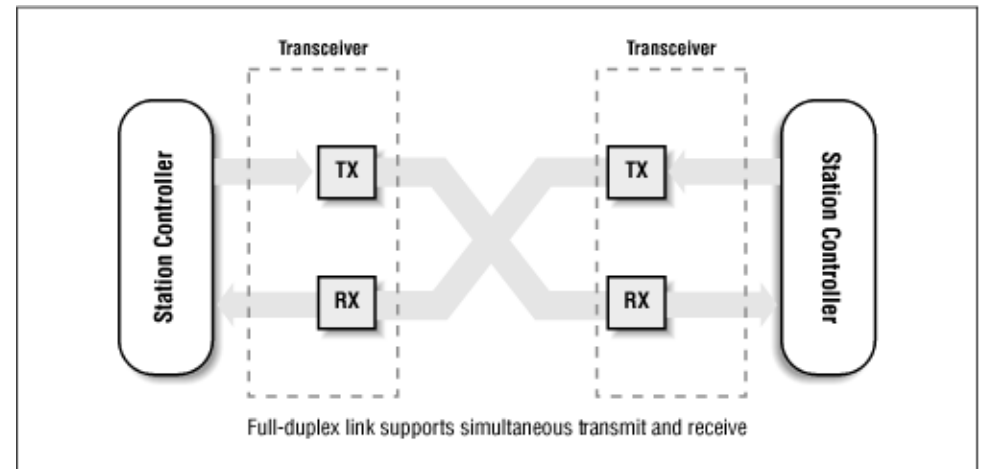 Transceiver
Transceiver
Station Controller
TX
TX
Station Controller
RX
RX
Full-duplex link supports simultaneous transmit and receive